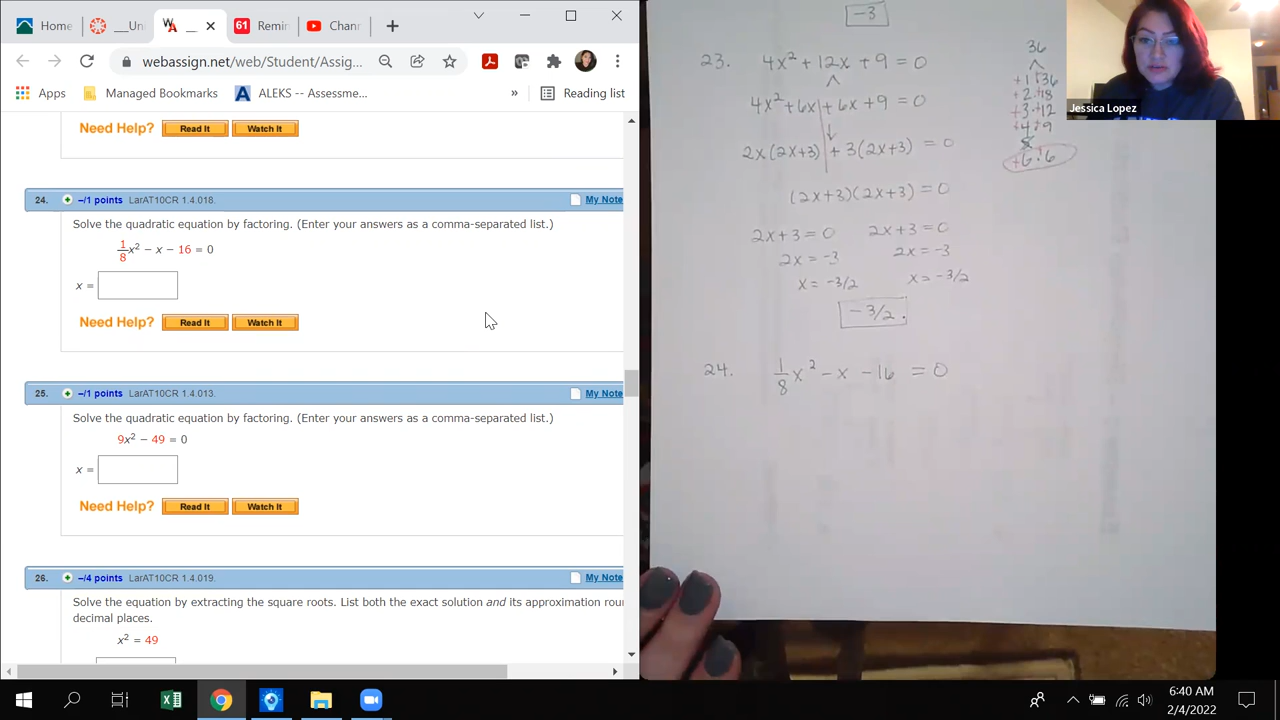 Home
__Un
61 Remin
Chann
webassign.net/web/Student/Assig...
Apps Managed Bookmarks ALEKS -- Assessme... » Reading list
Need Help? Read It Watch It
24. –/1 points LarAT10CR 1.4.018. My Note
Solve the quadratic equation by factoring. (Enter your answers as a comma-separated list.)
1/8 x² − x − 16 = 0
x =
Need Help? Read It Watch It
25. –/1 points LarAT10CR 1.4.013. My Note
Solve the quadratic equation by factoring. (Enter your answers as a comma-separated list.)
9x² − 49 = 0
x =
Need Help? Read It Watch It
26. –/4 points LarAT10CR 1.4.019. My Note
Solve the equation by extracting the square roots. List both the exact solution and its approximation rour
decimal places.
x² = 49
-3
23. 4x² + 12x + 9 = 0
4x² + 6x + 6x + 9 = 0
2x(2x+3) + 3(2x+3) = 0
(2x+3)(2x+3) = 0
2x+3 = 0 2x+3 = 0
2x = -3 2x = -3
x = -3/2 x = -3/2
-3/2.
24. 1/8 x² - x - 16 = 0
36
+1·+36
+2·+18
+3·+12
+4·+9
+6·+6
Jessica Lopez
6:40 AM
2/4/2022